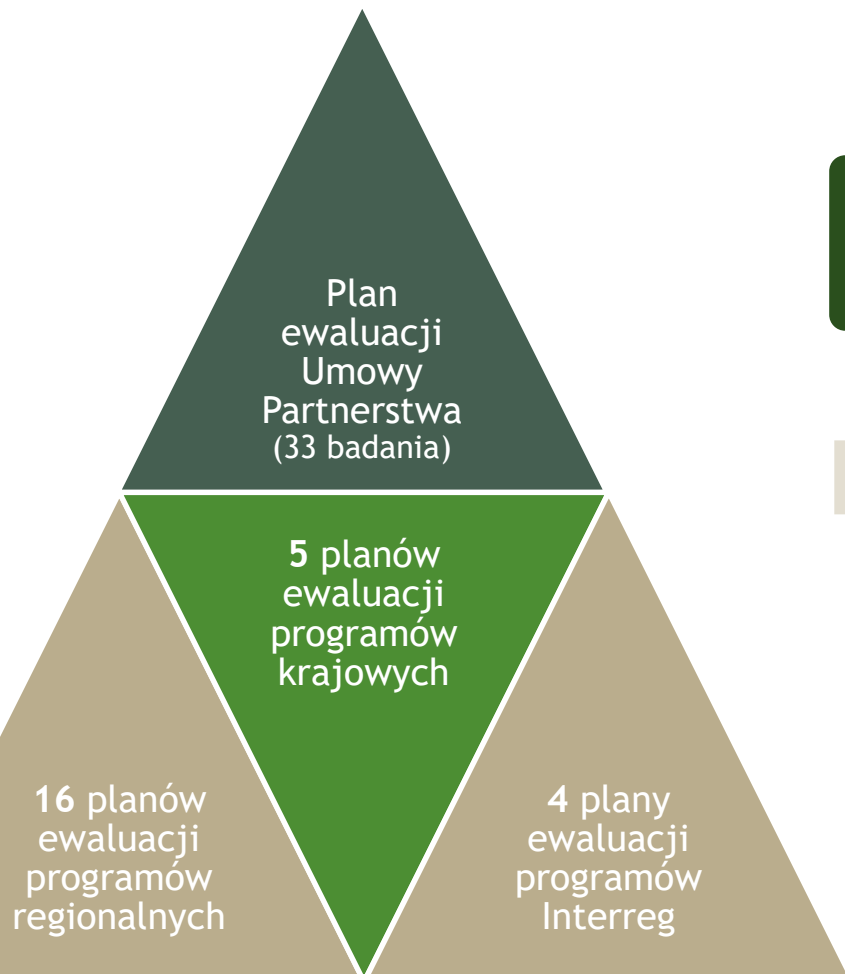 Plan
ewaluacji
Umowy
Partnerstwa
(33 badania)
5 planów
ewaluacji
programów
krajowych
16 planów
ewaluacji
programów
regionalnych
4 plany
ewaluacji
programów
Interreg